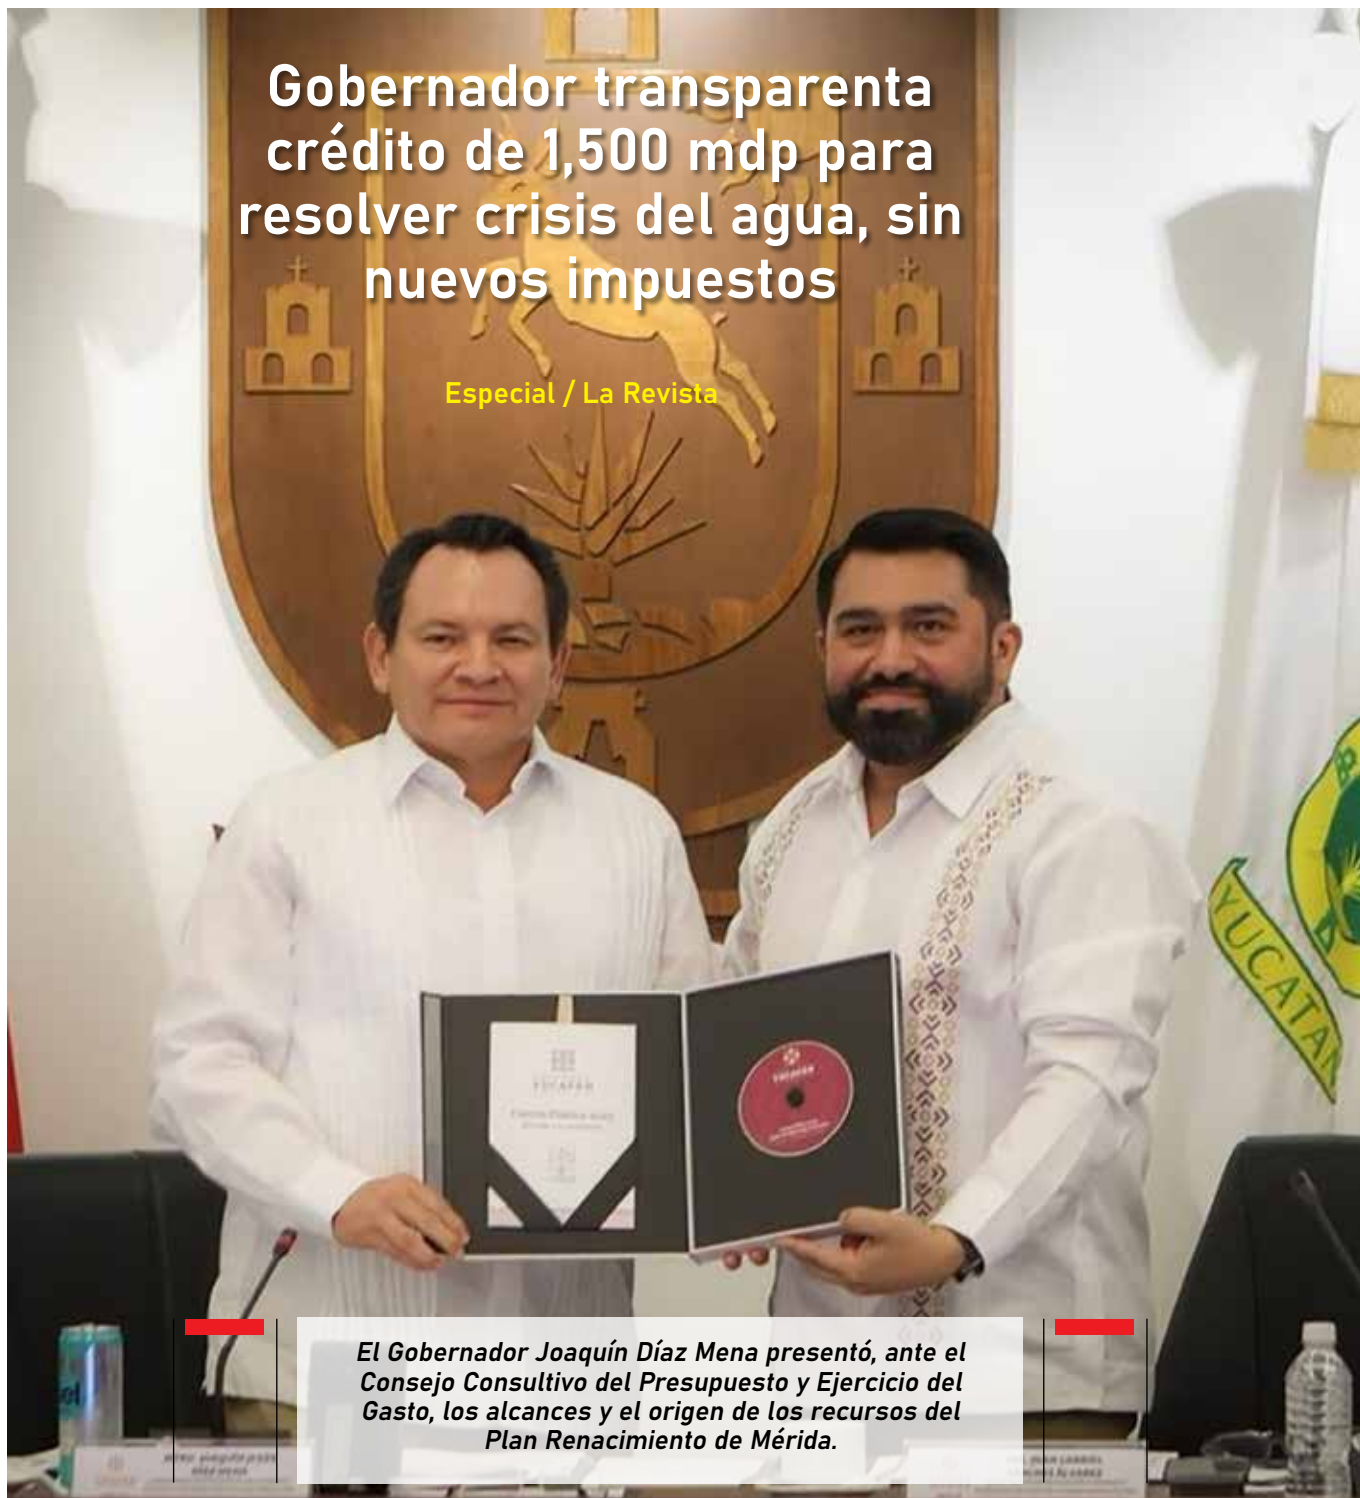 Gobernador transparenta
crédito de 1,500 mdp para
resolver crisis del agua, sin
nuevos impuestos
Especial / La Revista
YUCATÁN
YUCATÁN
YUCATAN
El Gobernador Joaquín Díaz Mena presentó, ante el
Consejo Consultivo del Presupuesto y Ejercicio del
Gasto, los alcances y el origen de los recursos del
Plan Renacimiento de Mérida.